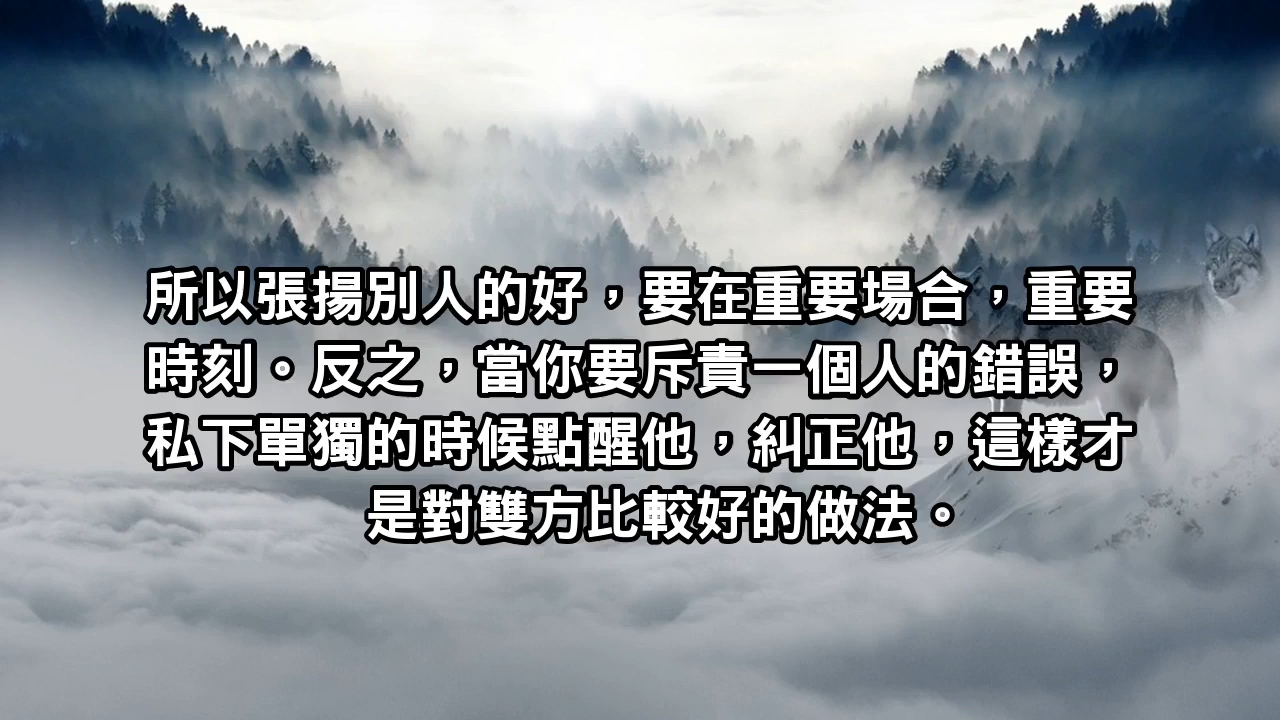 所以張揚別人的好，要在重要場合，重要
時刻。反之，當你要斥責一個人的錯誤，
私下單獨的時候點醒他，糾正他，這樣才
是對雙方比較好的做法。